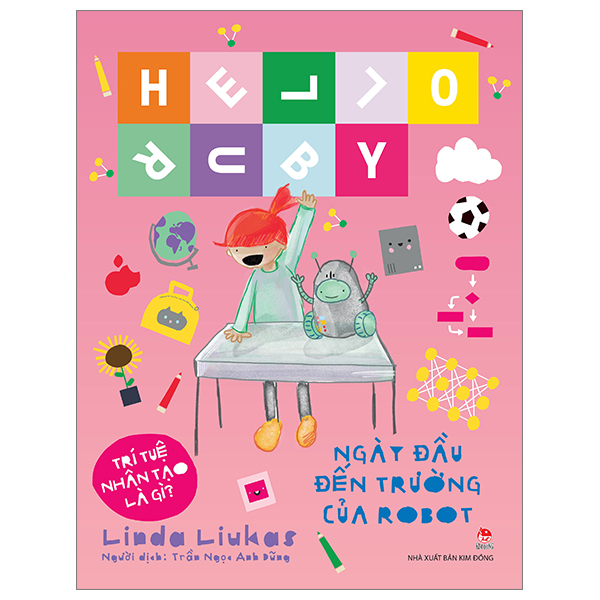 HELLO
RUBY
TRÍ TUỆ
NHÂN TẠO
LÀ GÌ?
NGÀY ĐẦU
ĐẾN TRƯỜNG
CỦA ROBOT
Linda Liukas
Người dịch: Trần Ngọc Anh Dũng
NHÀ XUẤT BẢN KIM ĐỒNG